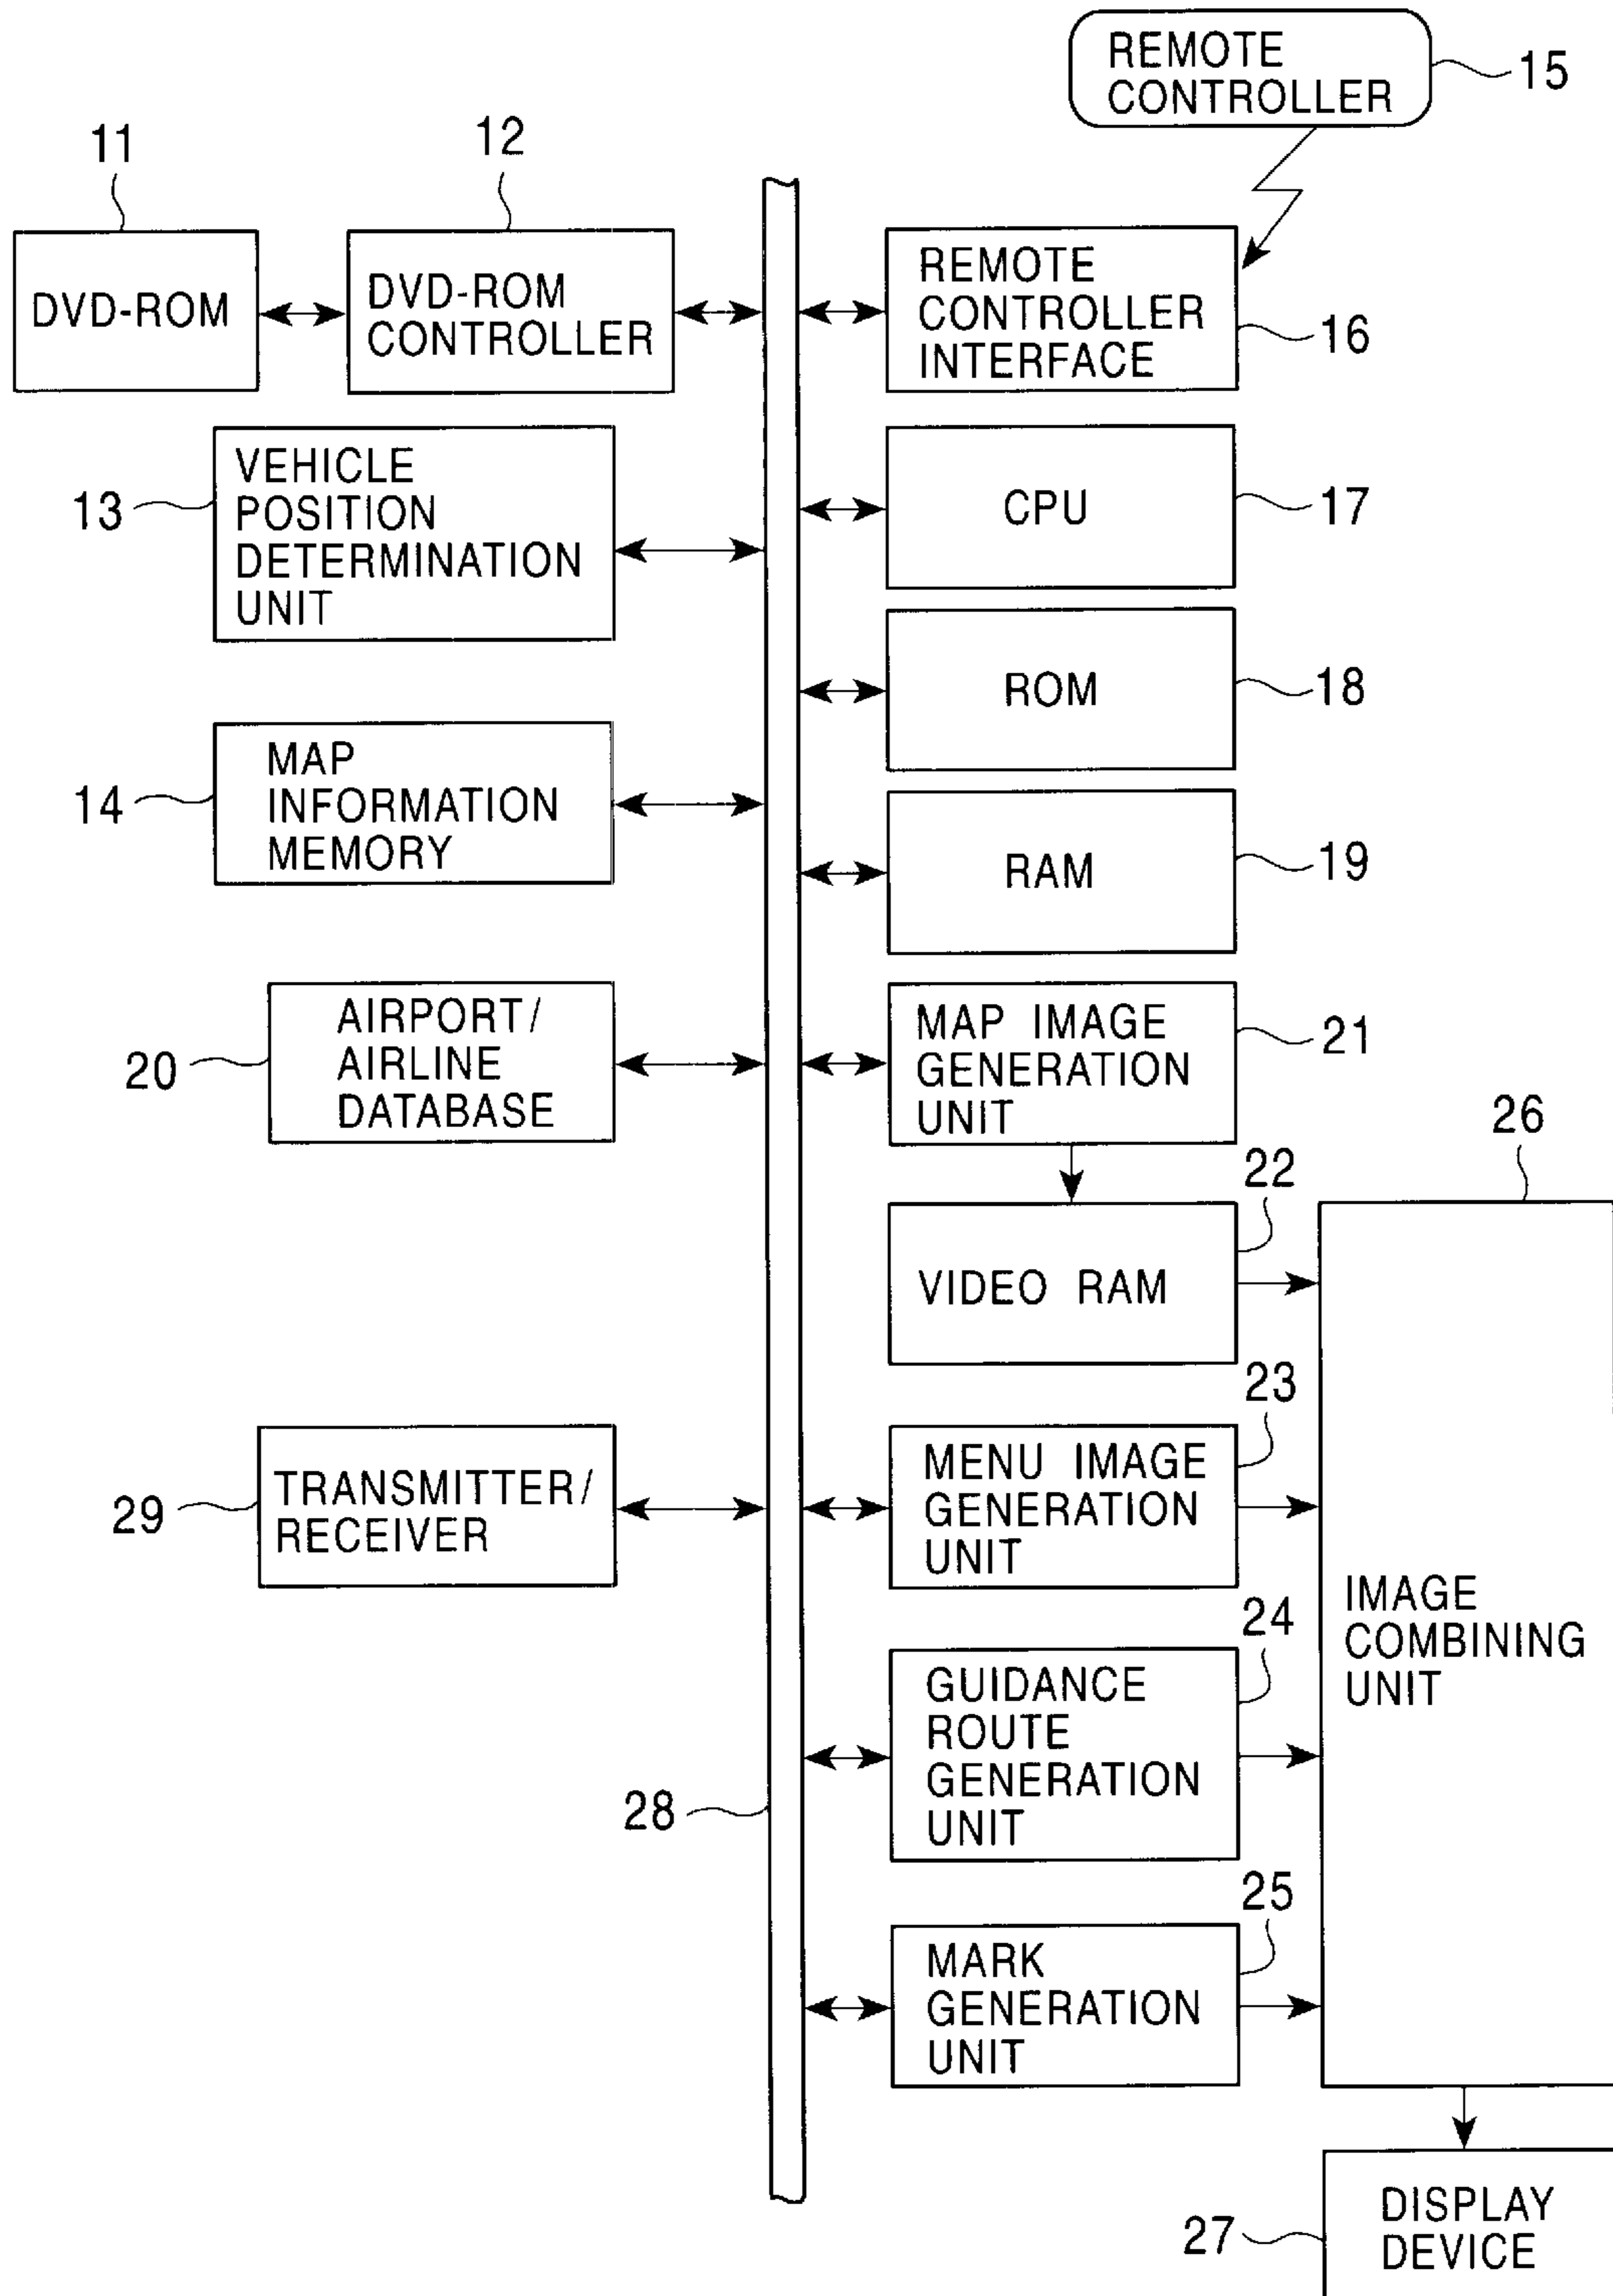 REMOTE
CONTROLLER
15
11
12
DVD-ROM
DVD-ROM
CONTROLLER
REMOTE
CONTROLLER
INTERFACE
16
13
VEHICLE
POSITION
DETERMINATION
UNIT
CPU
17
ROM
18
14
MAP
INFORMATION
MEMORY
RAM
19
20
AIRPORT/
AIRLINE
DATABASE
MAP IMAGE
GENERATION
UNIT
21
26
22
VIDEO RAM
23
29
TRANSMITTER/
RECEIVER
MENU IMAGE
GENERATION
UNIT
IMAGE
COMBINING
UNIT
24
GUIDANCE
ROUTE
GENERATION
UNIT
28
25
MARK
GENERATION
UNIT
27
DISPLAY
DEVICE